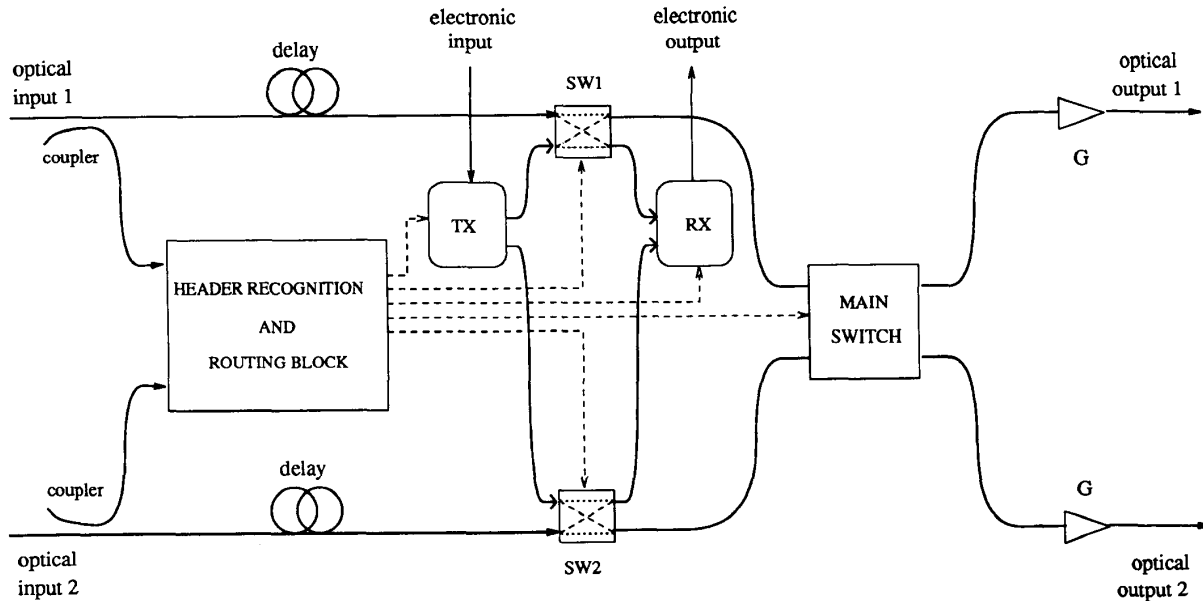 electronic
input
electronic
output
delay
optical
input 1
SW1
optical
output 1
coupler
G
TX
RX
HEADER RECOGNITION
AND
ROUTING BLOCK
MAIN
SWITCH
delay
coupler
G
SW2
optical
input 2
optical
output 2